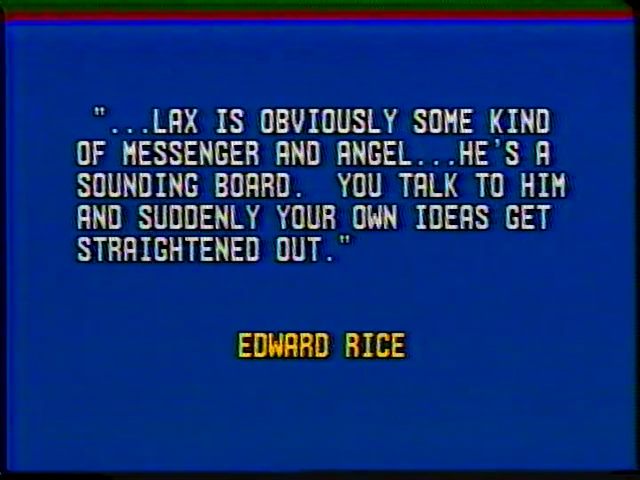 "...LAX IS OBVIOUSLY SOME KIND
OF MESSENGER AND ANGEL...HE'S A
SOUNDING BOARD. YOU TALK TO HIM
AND SUDDENLY YOUR OWN IDEAS GET
STRAIGHTENED OUT."
EDWARD RICE